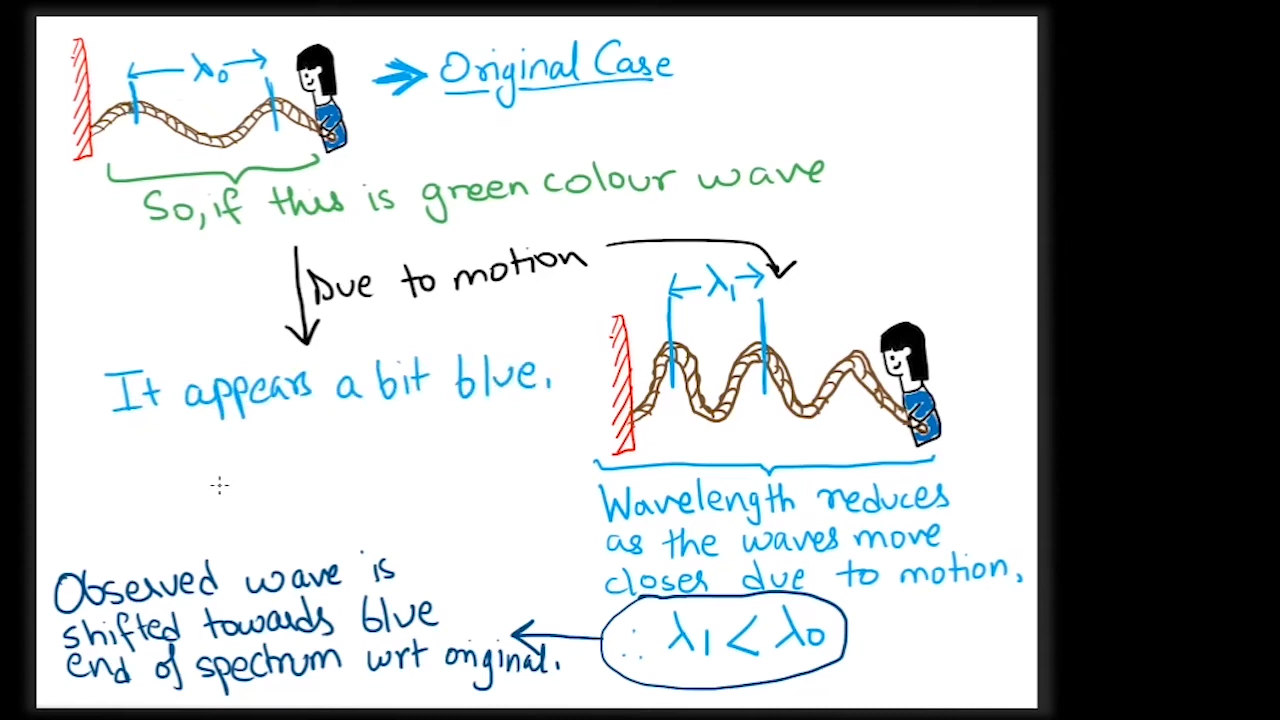 λ₀
Original Case
So, if this is green colour wave
Due to motion
λ₁
It appears a bit blue.
Wavelength reduces
as the waves move
closer due to motion.
∴ λ₁ < λ₀
Observed wave is
shifted towards blue
end of spectrum wrt original.